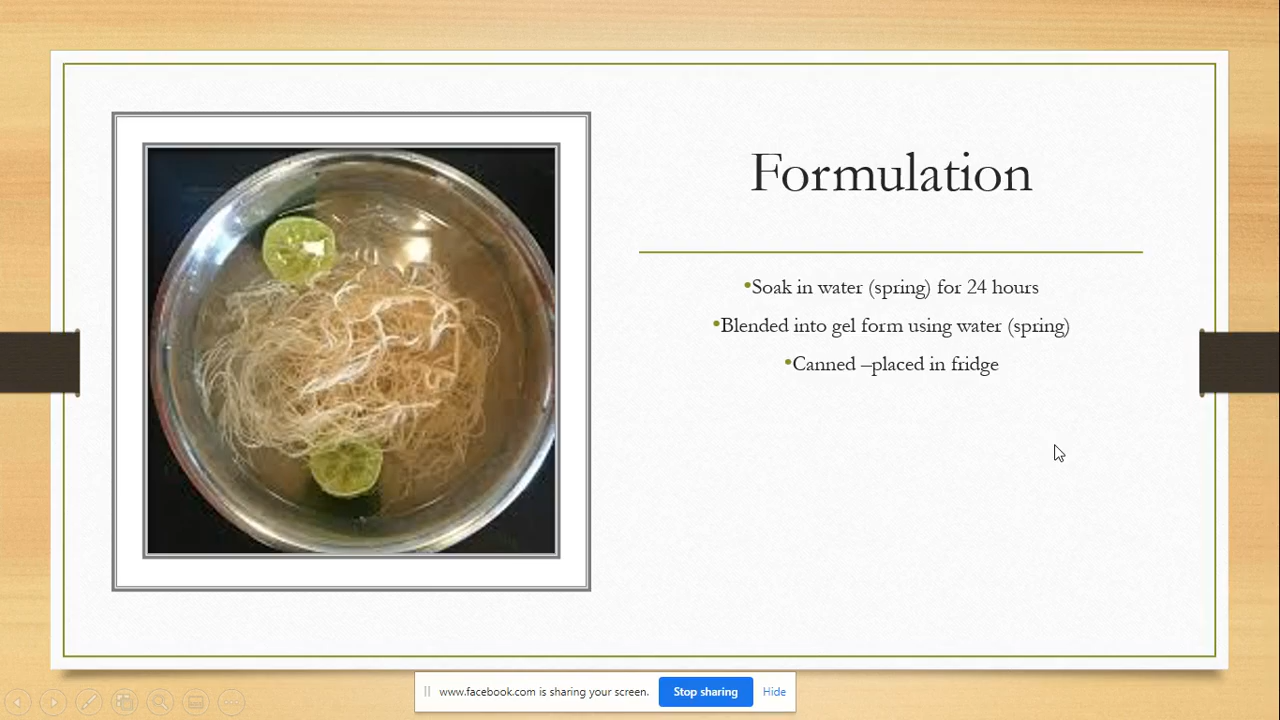 Formulation
•Soak in water (spring) for 24 hours
•Blended into gel form using water (spring)
•Canned –placed in fridge
www.facebook.com is sharing your screen.
Stop sharing
Hide